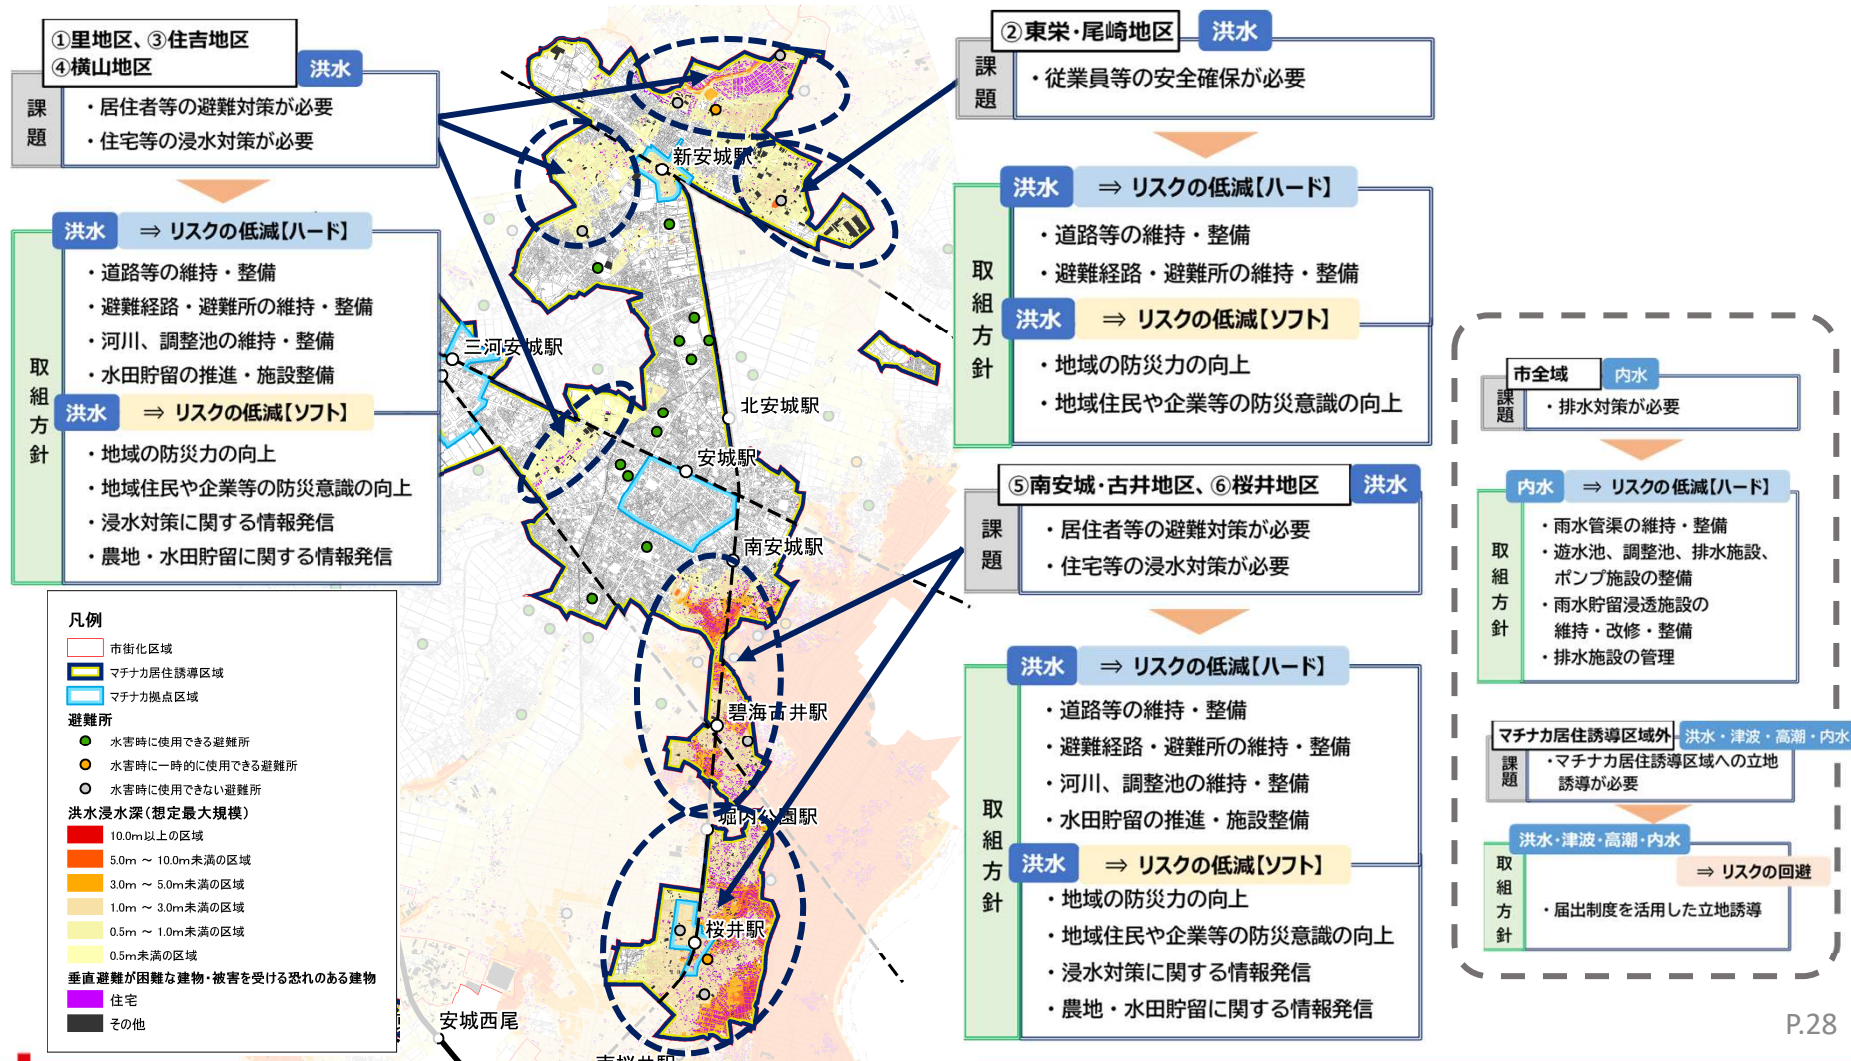 ①里地区、③住吉地区
④横山地区
洪水
課題
・居住者等の避難対策が必要
・住宅等の浸水対策が必要
洪水
⇒ リスクの低減【ハード】
取組方針
・道路等の維持・整備
・避難経路・避難所の維持・整備
・河川、調整池の維持・整備
・水田貯留の推進・施設整備
洪水
⇒ リスクの低減【ソフト】
・地域の防災力の向上
・地域住民や企業等の防災意識の向上
・浸水対策に関する情報発信
・農地・水田貯留に関する情報発信
凡例
市街化区域
マチナカ居住誘導区域
マチナカ拠点区域
避難所
水害時に使用できる避難所
水害時に一時的に使用できる避難所
水害時に使用できない避難所
洪水浸水深(想定最大規模)
10.0m以上の区域
5.0m ～ 10.0m未満の区域
3.0m ～ 5.0m未満の区域
1.0m ～ 3.0m未満の区域
0.5m ～ 1.0m未満の区域
0.5m未満の区域
垂直避難が困難な建物・被害を受ける恐れのある建物
住宅
その他
新安城駅
三河安城駅
北安城駅
安城駅
南安城駅
碧海古井駅
堀内公園駅
桜井駅
安城西尾
南桜井駅
②東栄・尾崎地区
洪水
課題
・従業員等の安全確保が必要
洪水
⇒ リスクの低減【ハード】
取組方針
・道路等の維持・整備
・避難経路・避難所の維持・整備
洪水
⇒ リスクの低減【ソフト】
・地域の防災力の向上
・地域住民や企業等の防災意識の向上
⑤南安城・古井地区、⑥桜井地区
洪水
課題
・居住者等の避難対策が必要
・住宅等の浸水対策が必要
洪水
⇒ リスクの低減【ハード】
取組方針
・道路等の維持・整備
・避難経路・避難所の維持・整備
・河川、調整池の維持・整備
・水田貯留の推進・施設整備
洪水
⇒ リスクの低減【ソフト】
・地域の防災力の向上
・地域住民や企業等の防災意識の向上
・浸水対策に関する情報発信
・農地・水田貯留に関する情報発信
市全域
内水
課題
・排水対策が必要
内水
⇒ リスクの低減【ハード】
取組方針
・雨水管渠の維持・整備
・遊水池、調整池、排水施設、
ポンプ施設の整備
・雨水貯留浸透施設の
維持・改修・整備
・排水施設の管理
マチナカ居住誘導区域外
洪水・津波・高潮・内水
課題
・マチナカ居住誘導区域への立地
誘導が必要
洪水・津波・高潮・内水
⇒ リスクの回避
取組方針
・届出制度を活用した立地誘導
P.28